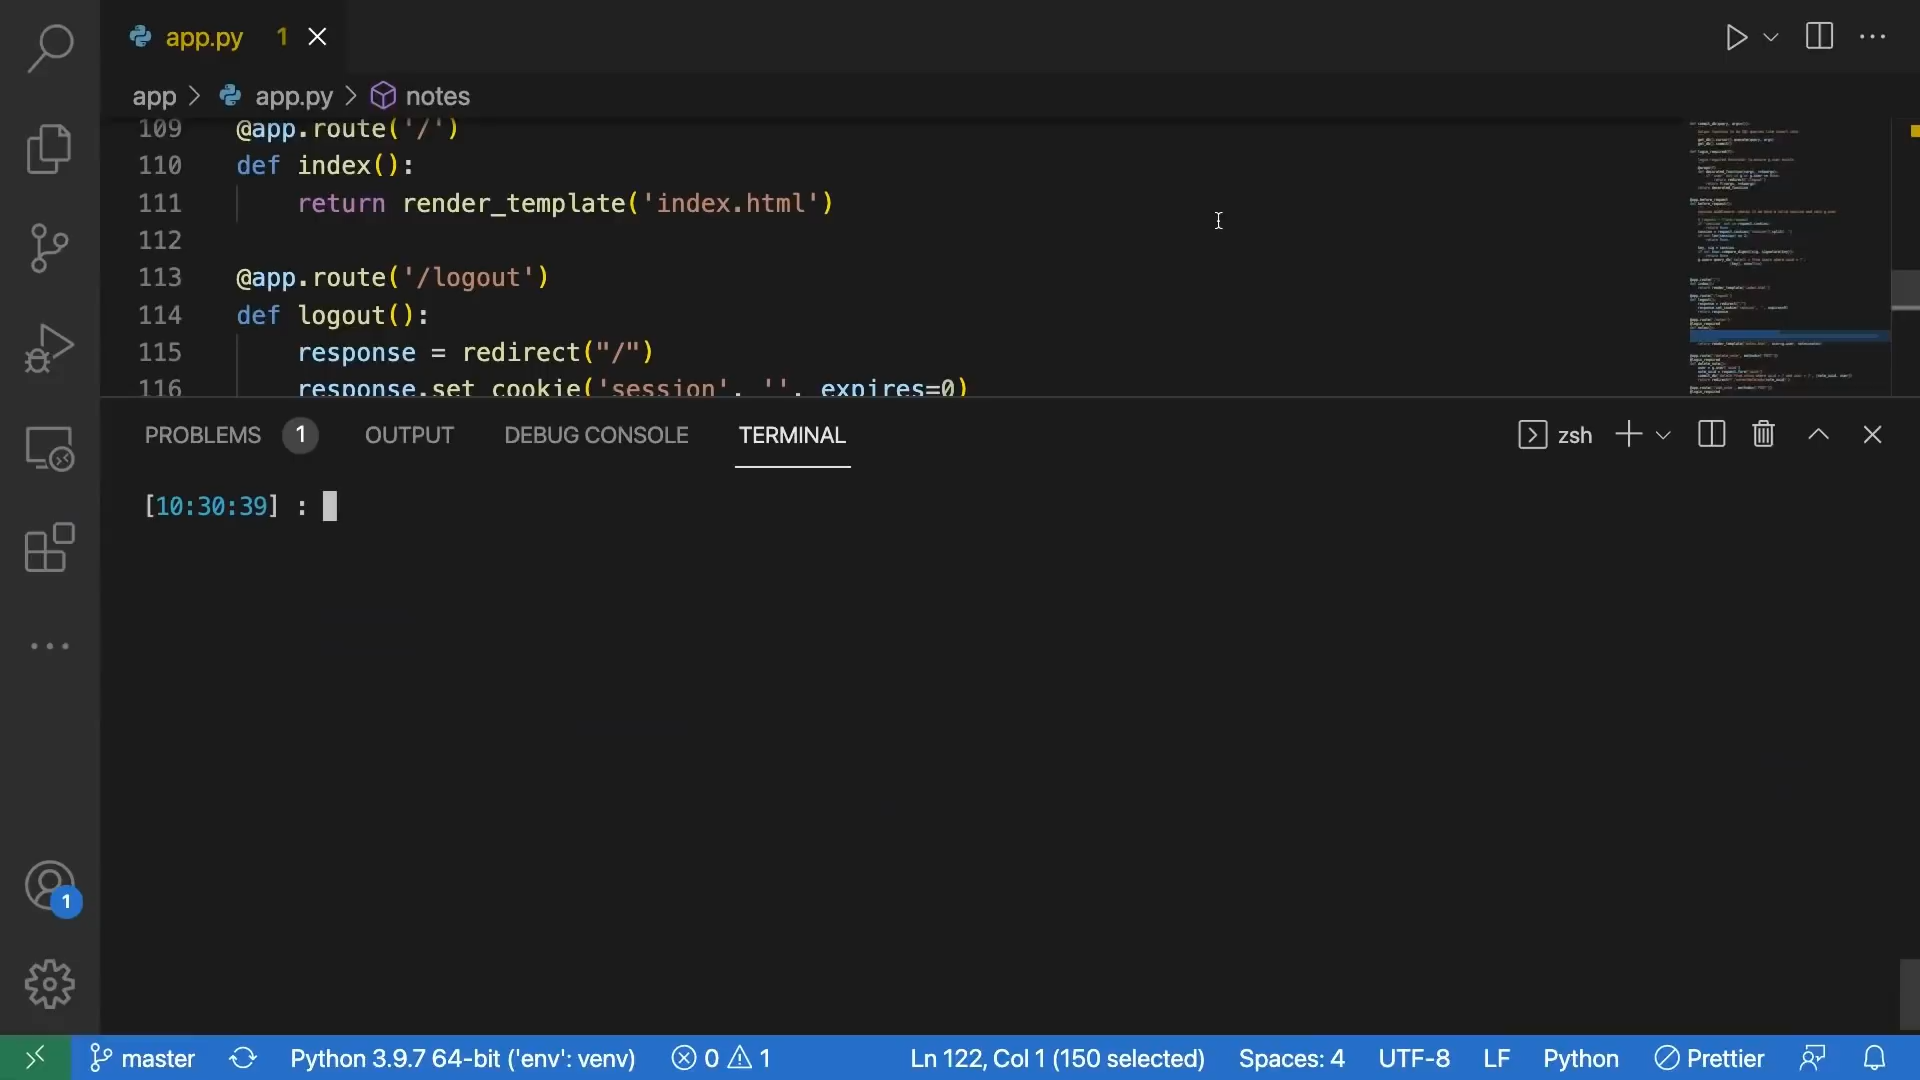 app.py 1
app > app.py > notes
109 @app.route('/')
110 def index():
111 return render_template('index.html')
112
113 @app.route('/logout')
114 def logout():
115 response = redirect("/")
116 response.set_cookie('session', '', expires=0)
PROBLEMS 1 OUTPUT DEBUG CONSOLE TERMINAL zsh
[10:30:39] :
1
master Python 3.9.7 64-bit ('env': venv) 0 1 Ln 122, Col 1 (150 selected) Spaces: 4 UTF-8 LF Python Prettier